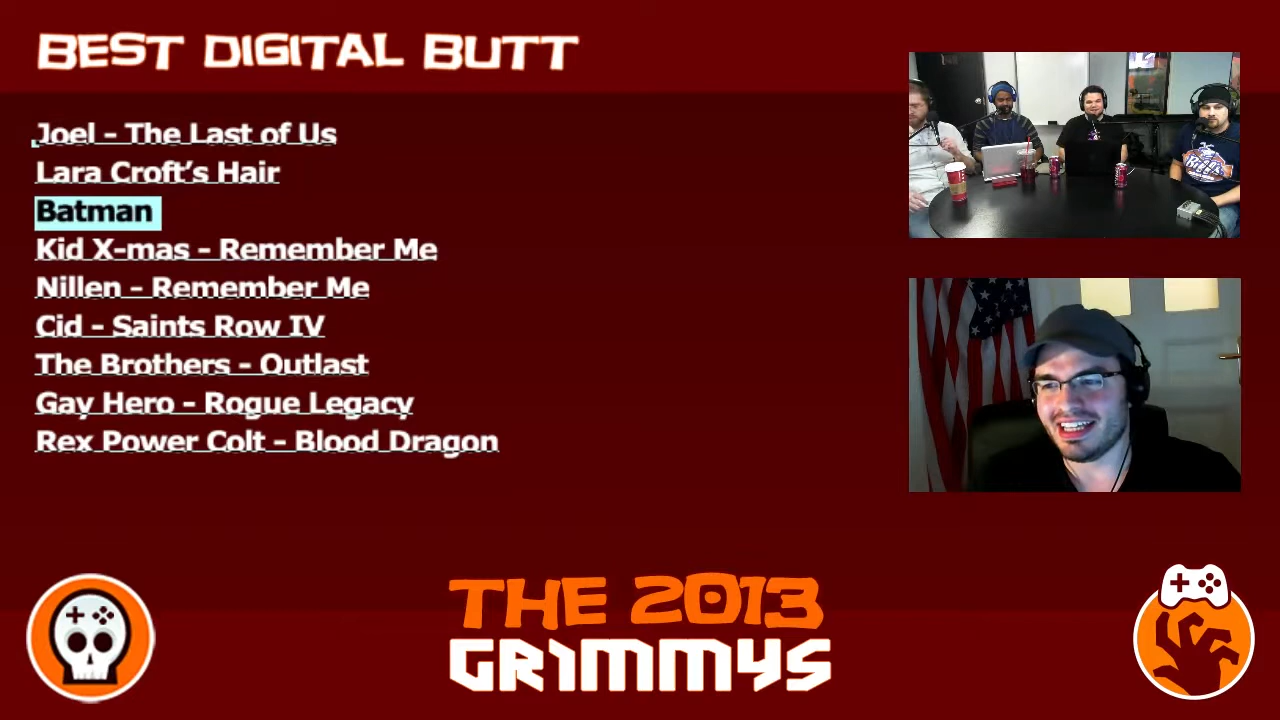 BEST DIGITAL BUTT
Joel – The Last of Us
Lara Croft’s Hair
Batman
Kid X-mas – Remember Me
Nillen – Remember Me
Cid – Saints Row IV
The Brothers – Outlast
Gay Hero – Rogue Legacy
Rex Power Colt – Blood Dragon
THE 2013
GR1MM4S